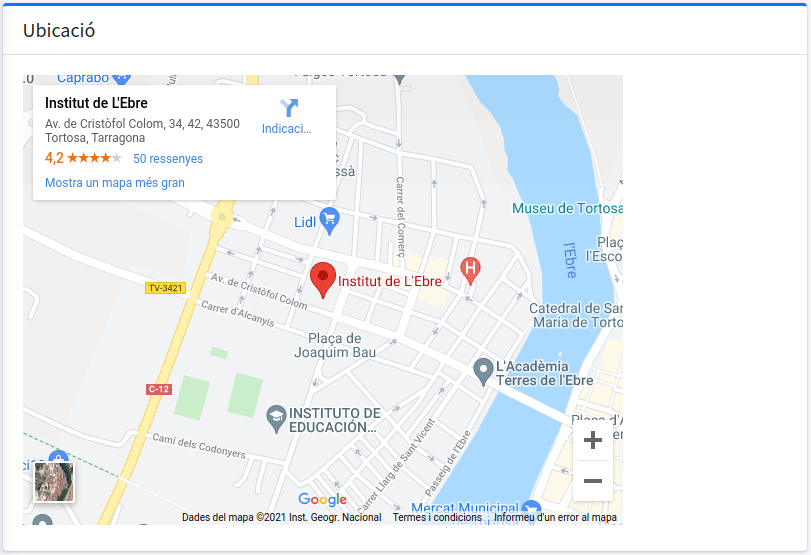 Ubicació
Caprabo
Institut de L'Ebre
Av. de Cristòfol Colom, 34, 42, 43500
Tortosa, Tarragona
4,2
50 ressenyes
Mostra un mapa més gran
Indicaci...
Carrer del Comerç
Lidl
Museu de Tortosa
l'Ebre
Plaç
l'Esco
H
Institut de L'Ebre
TV-3421
Av. de Cristòfol Colom
Carrer d'Alcanyís
Catedral de San
Maria de Torto
Plaça de
Joaquim Bau
L'Acadèmia
Terres de l'Ebre
C-12
INSTITUTO DE
EDUCACIÓN...
Plaça d'A
Camí dels Codonyers
Carrer Llarg de Sant Vicent
Passeig de l'Ebre
+
−
Google
Mercat Municipal
Dades del mapa ©2021 Inst. Geogr. Nacional
Termes i condicions
Informeu d'un error al mapa